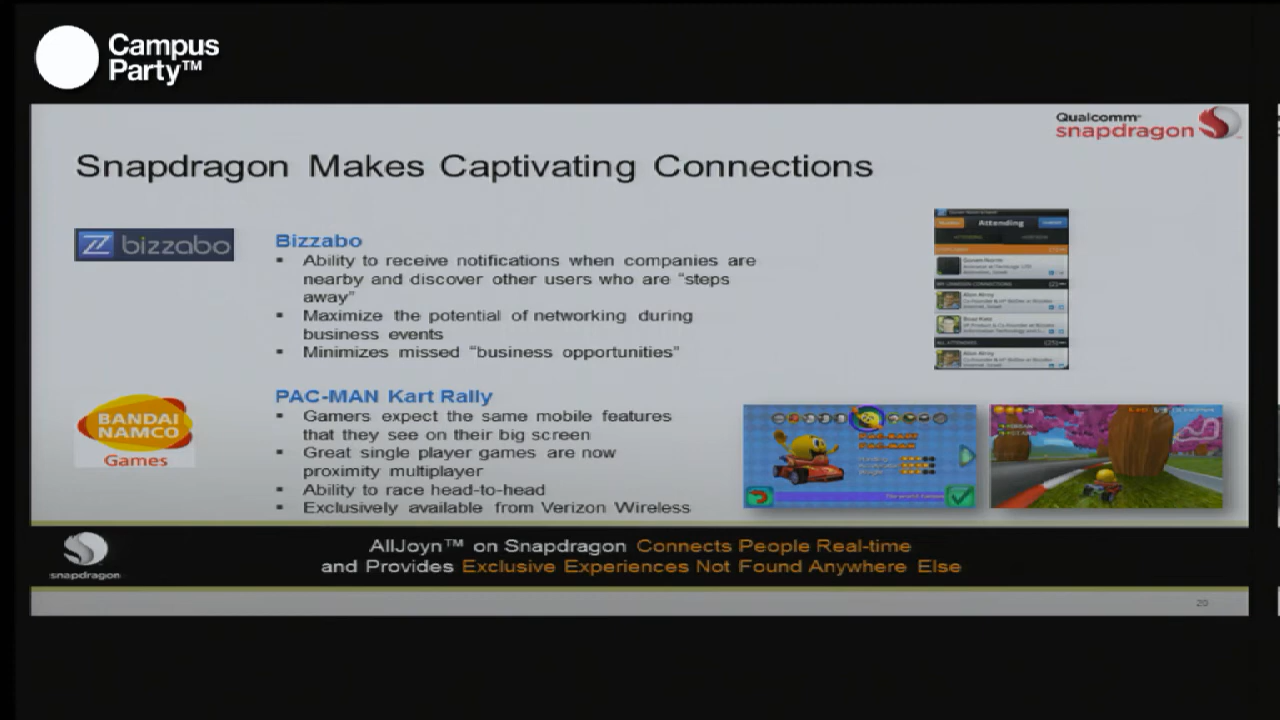 Campus
Party™
Qualcomm
snapdragon
Snapdragon Makes Captivating Connections
bizzabo
Bizzabo
Ability to receive notifications when companies are
nearby and discover other users who are "steps
away"
Maximize the potential of networking during
business events
Minimizes missed "business opportunities"
Attending
BANDAI
NAMCO
Games
PAC-MAN Kart Rally
Gamers expect the same mobile features
that they see on their big screen
Great single player games are now
proximity multiplayer
Ability to race head-to-head
Exclusively available from Verizon Wireless
snapdragon
AllJoyn™ on Snapdragon Connects People Real-time
and Provides Exclusive Experiences Not Found Anywhere Else
20